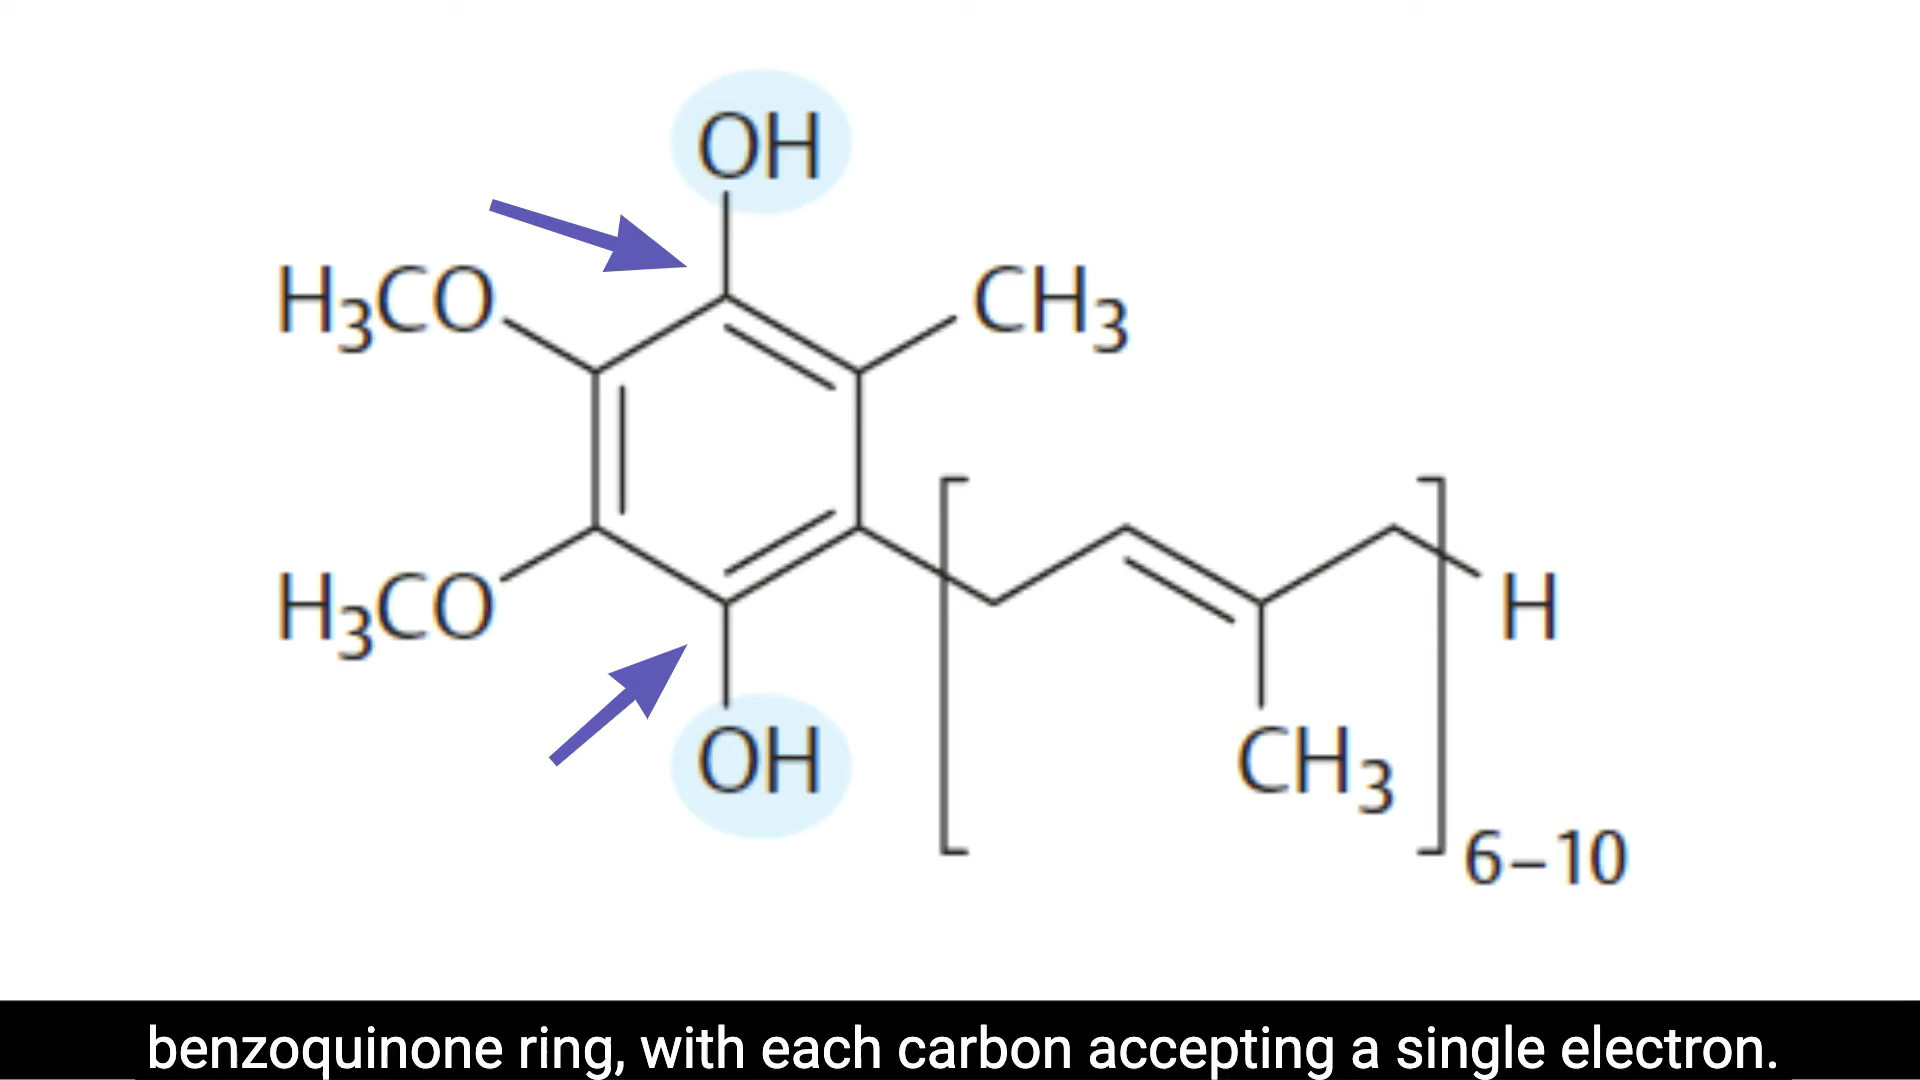 OH
H₃CO
CH₃
H₃CO
H
OH
CH₃
6–10
benzoquinone ring, with each carbon accepting a single electron.